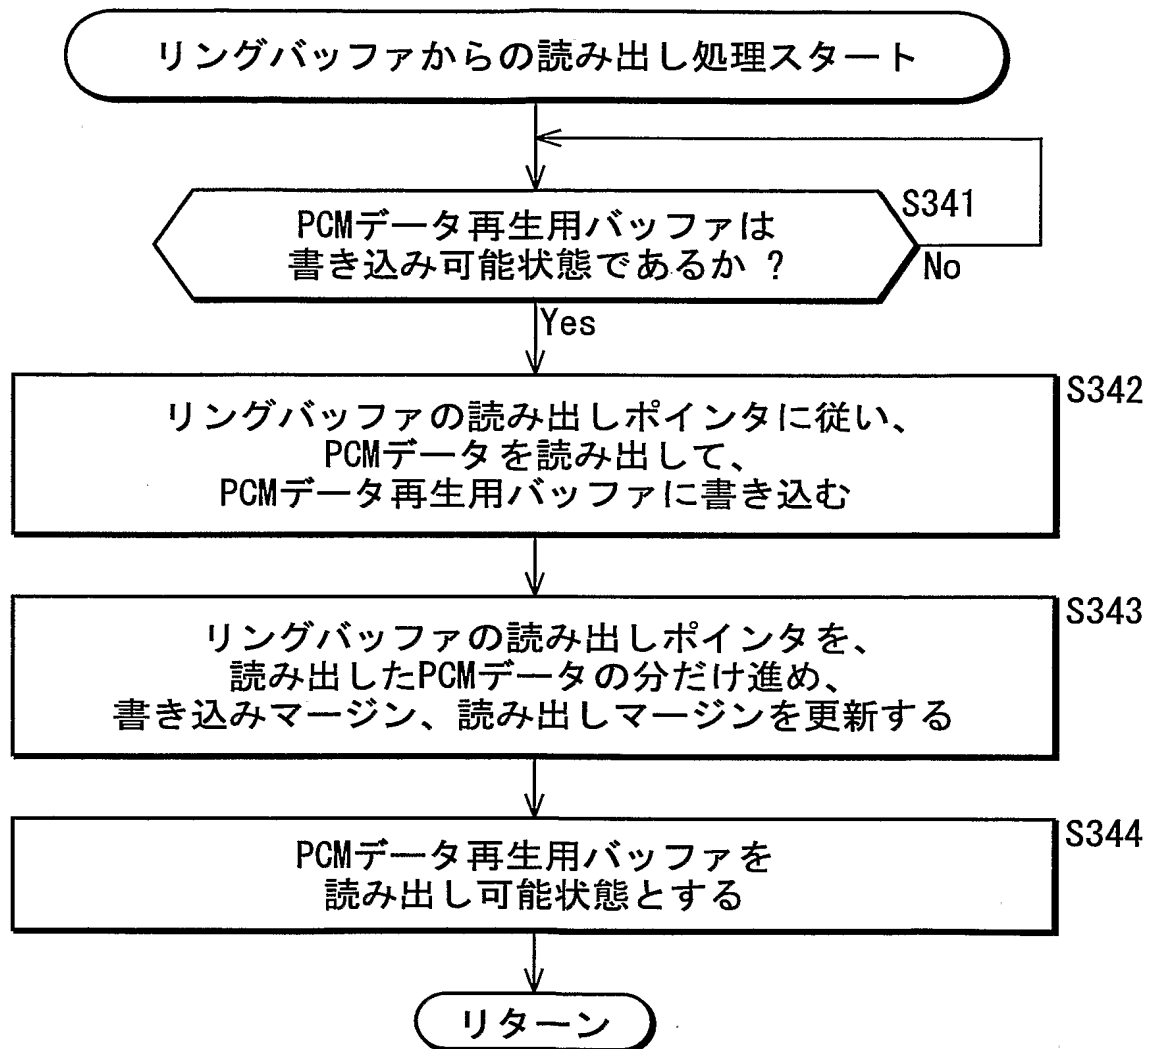 リングバッファからの読み出し処理スタート
PCMデータ再生用バッファは
書き込み可能状態であるか ?
S341
No
Yes
S342
リングバッファの読み出しポインタに従い、
PCMデータを読み出して、
PCMデータ再生用バッファに書き込む
S343
リングバッファの読み出しポインタを、
読み出したPCMデータの分だけ進め、
書き込みマージン、読み出しマージンを更新する
S344
PCMデータ再生用バッファを
読み出し可能状態とする
リターン